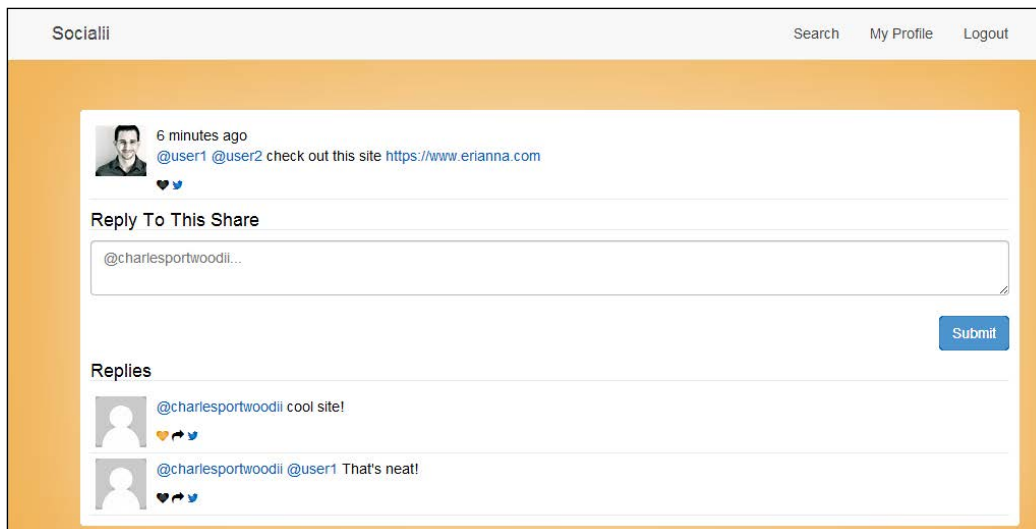 Socialii
Search My Profile Logout
6 minutes ago
@user1 @user2 check out this site https://www.erianna.com
Reply To This Share
@charlesportwoodii...
Submit
Replies
@charlesportwoodii cool site!
@charlesportwoodii @user1 That's neat!